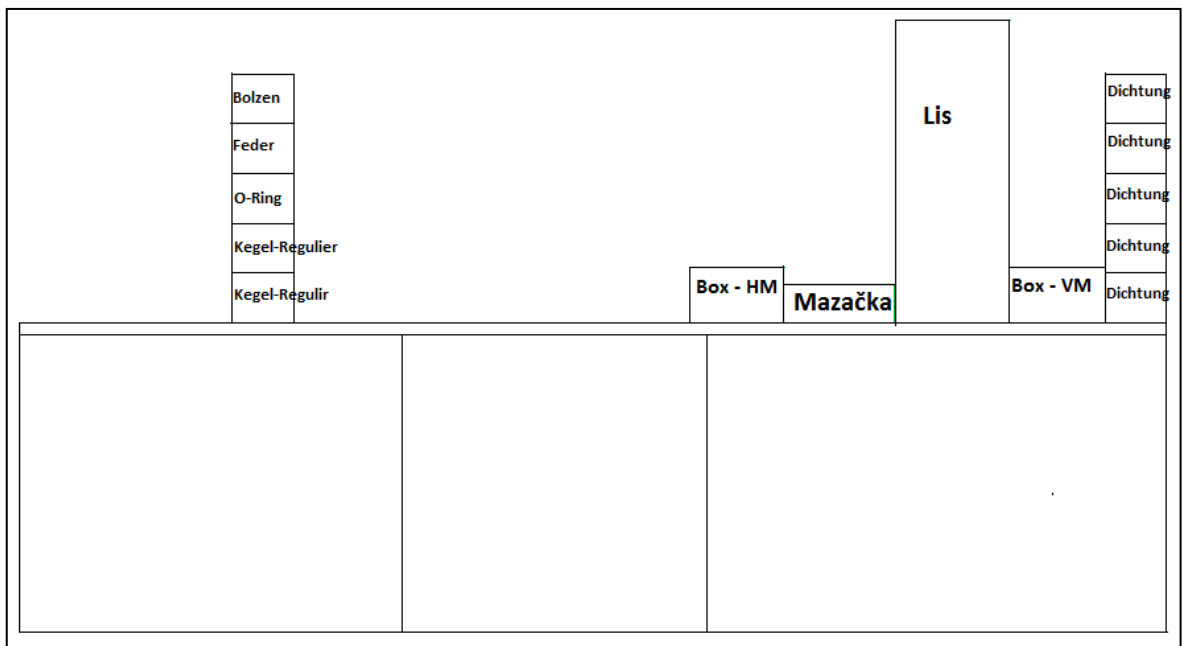 Bolzen
Feder
O-Ring
Kegel-Regulier
Kegel-Regulir
Box - HM
Mazačka
Lis
Box - VM
Dichtung
Dichtung
Dichtung
Dichtung
Dichtung